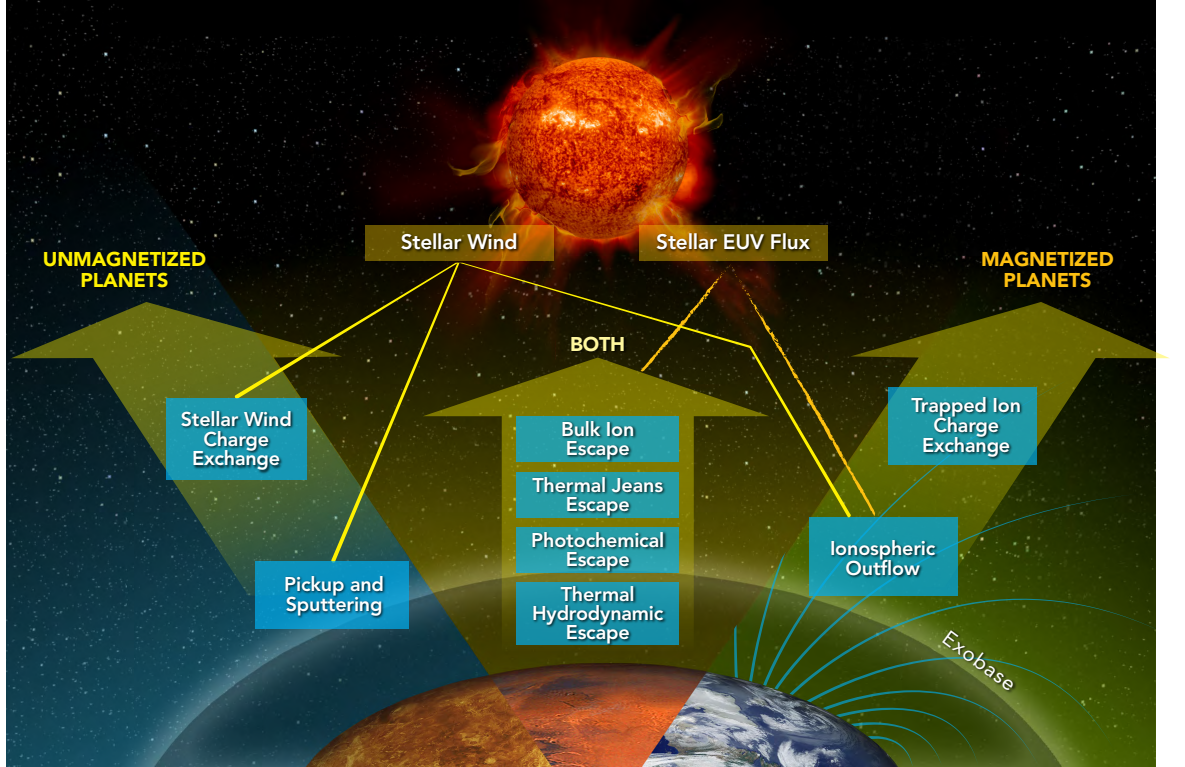 Stellar Wind
Stellar EUV Flux
UNMAGNETIZED
PLANETS
MAGNETIZED
PLANETS
BOTH
Stellar Wind
Charge
Exchange
Pickup and
Sputtering
Bulk Ion
Escape
Thermal Jeans
Escape
Photochemical
Escape
Thermal
Hydrodynamic
Escape
Trapped Ion
Charge
Exchange
Ionospheric
Outflow
Exobase